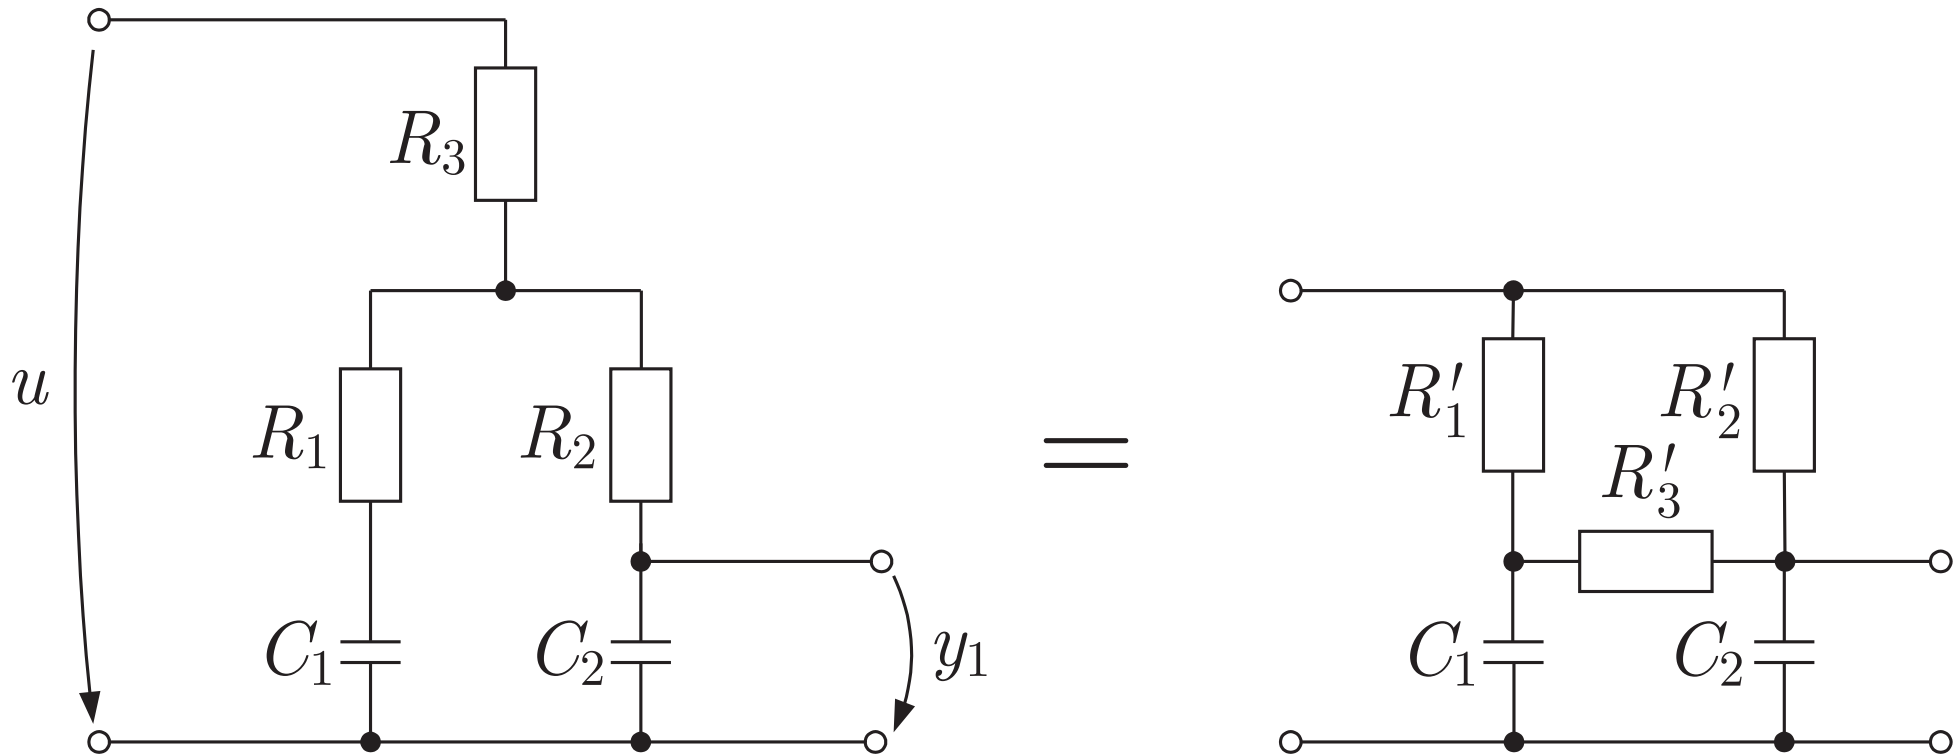 R₃
u
R₁
R₂
C₁
C₂
y₁
=
R′₁
R′₂
R′₃
C₁
C₂